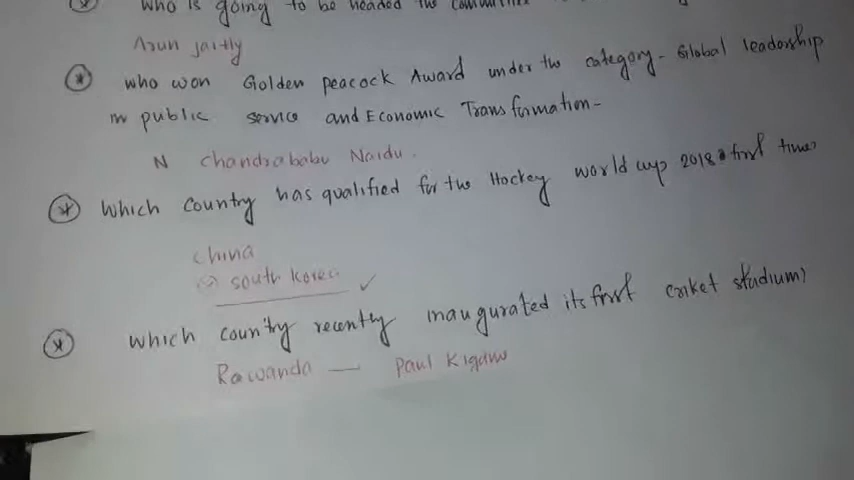 who is going to be headed the committee
Arun jaitly
who won Golden peacock Award under the category - Global leadership
in public service and Economic Transformation -
N Chandrababu Naidu.
Which country has qualified for the Hockey world cup 2018 first time?
China
south korea ✓
which country recently inaugurated its first criket stadium?
Rawanda — Paul Kigame